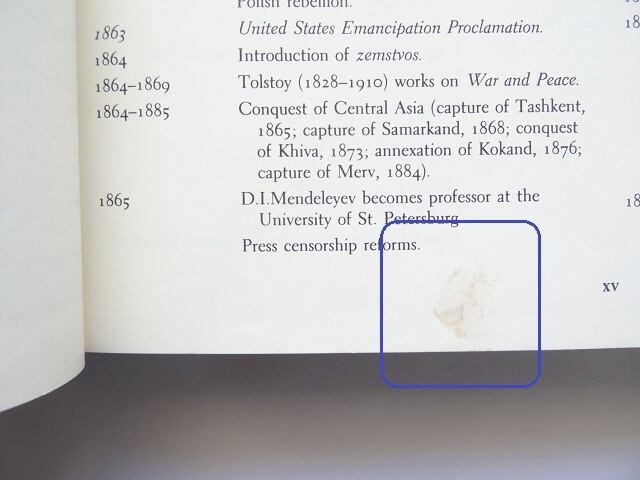 Polish rebellion.
1863 United States Emancipation Proclamation.
1864 Introduction of zemstvos.
1864–1869 Tolstoy (1828–1910) works on War and Peace.
1864–1885 Conquest of Central Asia (capture of Tashkent,
1865; capture of Samarkand, 1868; conquest
of Khiva, 1873; annexation of Kokand, 1876;
capture of Merv, 1884).
1865 D.I.Mendeleyev becomes professor at the
University of St. Petersburg
Press censorship reforms.
xv